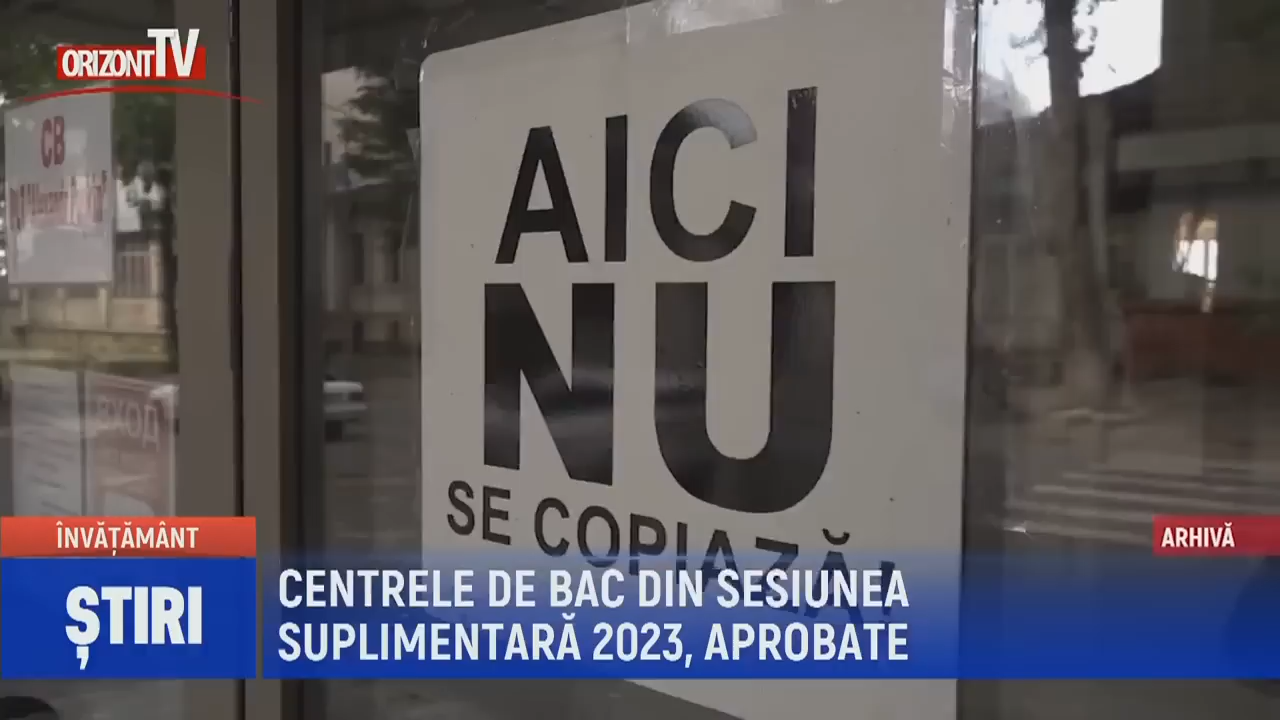 ORIZONT TV
CB
AICI
NU
SE COPIAZĂ!
ÎNVĂȚĂMÂNT
ARHIVĂ
ȘTIRI
CENTRELE DE BAC DIN SESIUNEA
SUPLIMENTARĂ 2023, APROBATE